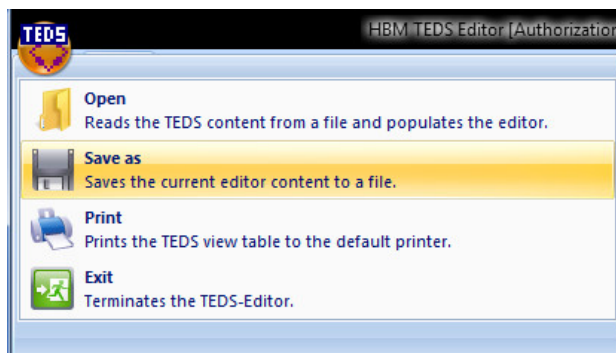 TEDS
HBM TEDS Editor [Authorization
Open
Reads the TEDS content from a file and populates the editor.
Save as
Saves the current editor content to a file.
Print
Prints the TEDS view table to the default printer.
Exit
Terminates the TEDS-Editor.